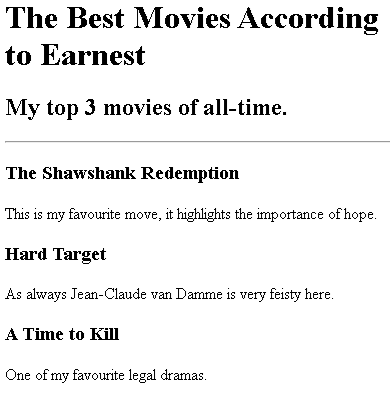 The Best Movies According
to Earnest
My top 3 movies of all-time.
The Shawshank Redemption
This is my favourite move, it highlights the importance of hope.
Hard Target
As always Jean-Claude van Damme is very feisty here.
A Time to Kill
One of my favourite legal dramas.